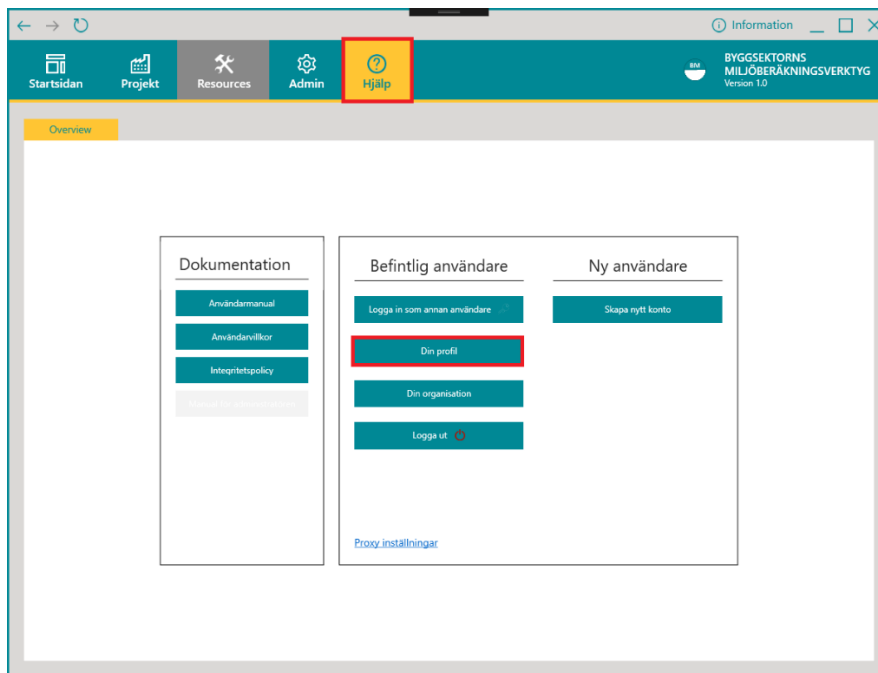 Information
Startsidan
Projekt
Resources
Admin
Hjälp
BM
BYGGSEKTORNS
MILJÖBERÄKNINGSVERKTYG
Version 1.0
Overview
Dokumentation
Användarmanual
Användarvillkor
Integritetspolicy
Befintlig användare
Logga in som annan användare
Din profil
Din organisation
Logga ut
Proxy inställningar
Ny användare
Skapa nytt konto